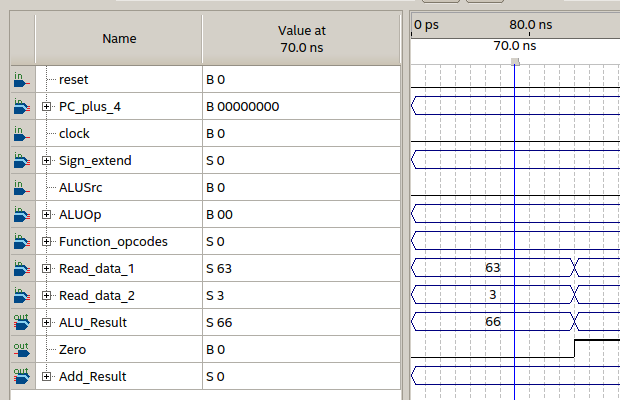 Name Value at 70.0 ns 0 ps 80.0 ns
70.0 ns
in reset B 0
in PC_plus_4 B 00000000
in clock B 0
in Sign_extend S 0
in ALUSrc B 0
in ALUOp B 00
in Function_opcodes S 0
in Read_data_1 S 63 63
in Read_data_2 S 3 3
out ALU_Result S 66 66
out Zero B 0
out Add_Result S 0